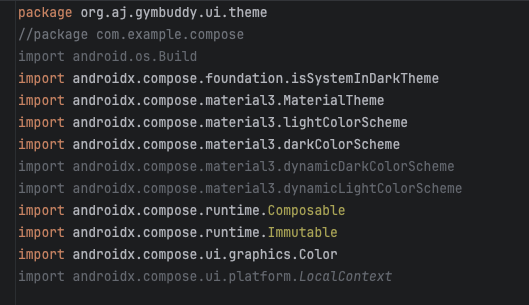 package org.aj.gymbuddy.ui.theme
//package com.example.compose
import android.os.Build
import androidx.compose.foundation.isSystemInDarkTheme
import androidx.compose.material3.MaterialTheme
import androidx.compose.material3.lightColorScheme
import androidx.compose.material3.darkColorScheme
import androidx.compose.material3.dynamicDarkColorScheme
import androidx.compose.material3.dynamicLightColorScheme
import androidx.compose.runtime.Composable
import androidx.compose.runtime.Immutable
import androidx.compose.ui.graphics.Color
import androidx.compose.ui.platform.LocalContext